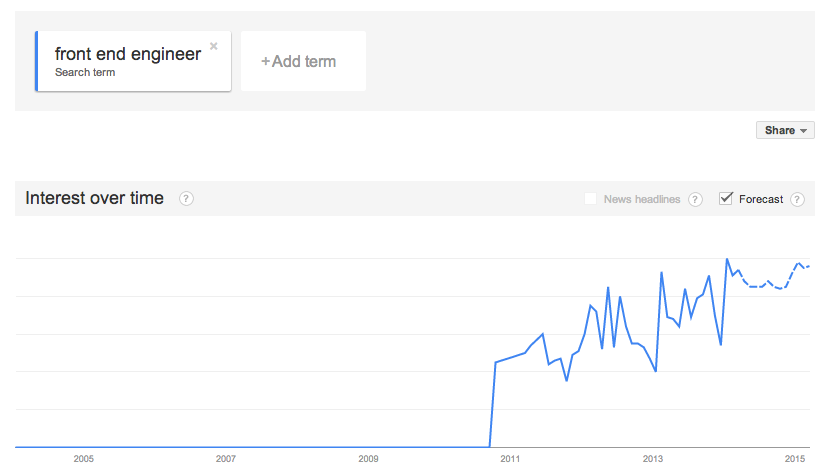 front end engineer ×
Search term
+Add term
Share
Interest over time ?
News headlines ? Forecast ?
2005 2007 2009 2011 2013 2015